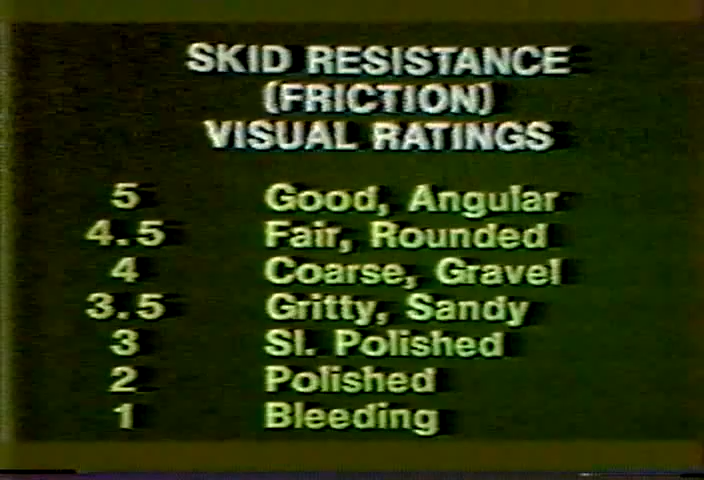 SKID RESISTANCE
(FRICTION)
VISUAL RATINGS
5 Good, Angular
4.5 Fair, Rounded
4 Coarse, Gravel
3.5 Gritty, Sandy
3 Sl. Polished
2 Polished
1 Bleeding